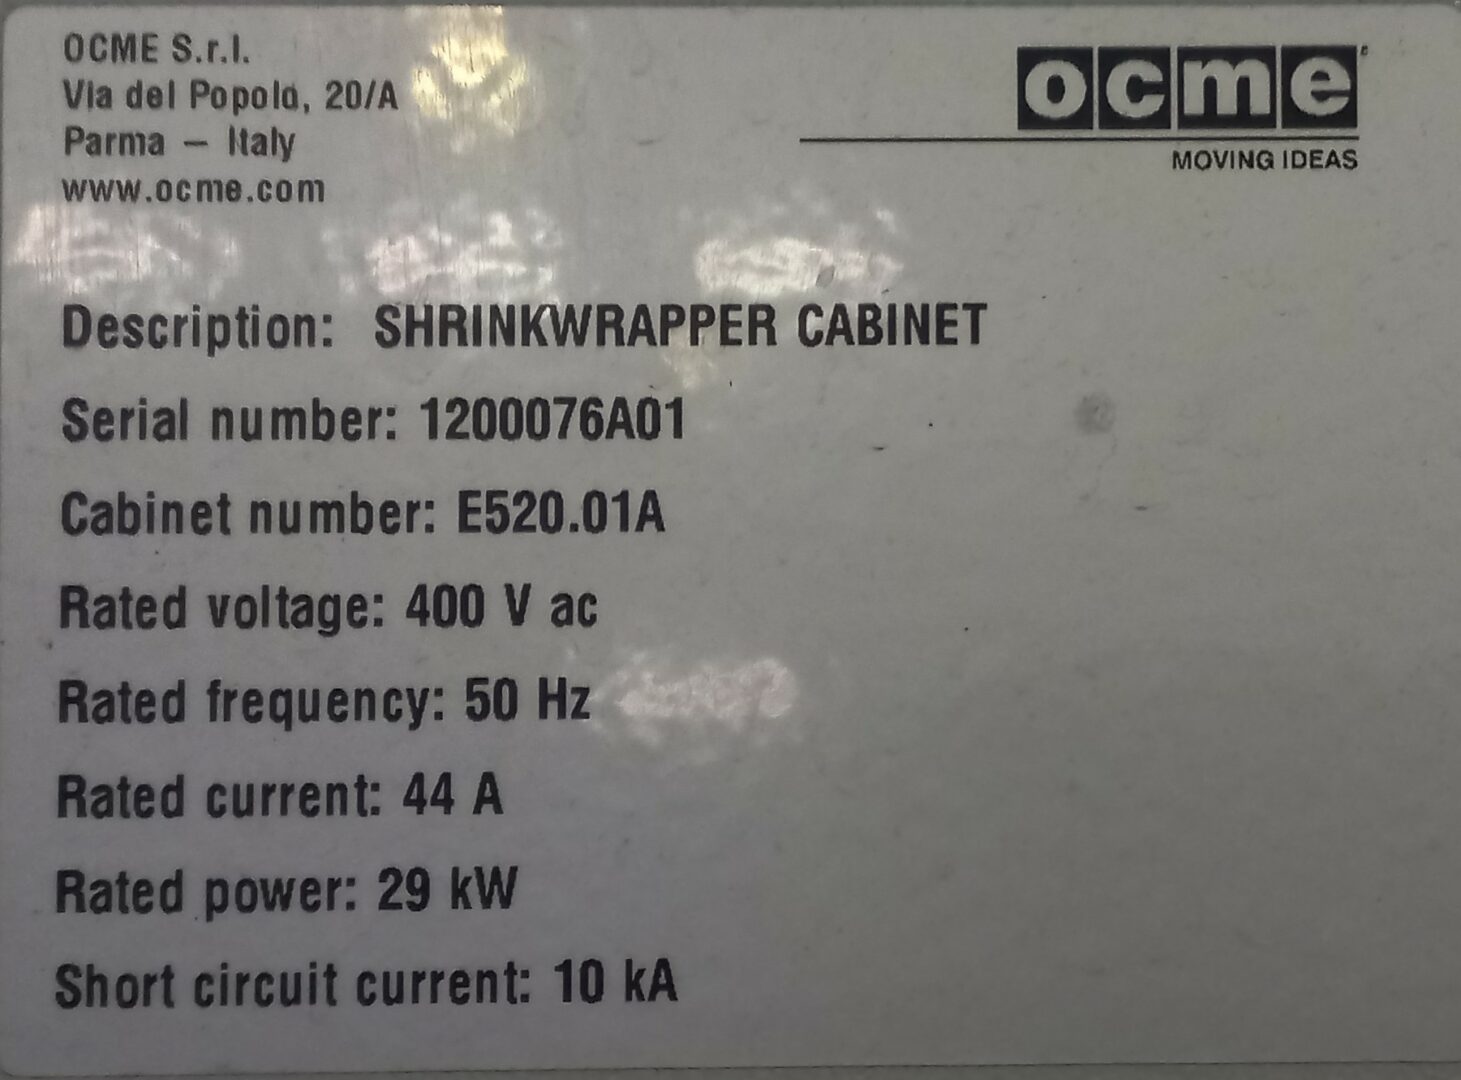 OCME S.r.l.
Via del Popolo, 20/A
Parma – Italy
www.ocme.com
ocme
MOVING IDEAS
Description: SHRINKWRAPPER CABINET
Serial number: 1200076A01
Cabinet number: E520.01A
Rated voltage: 400 V ac
Rated frequency: 50 Hz
Rated current: 44 A
Rated power: 29 kW
Short circuit current: 10 kA